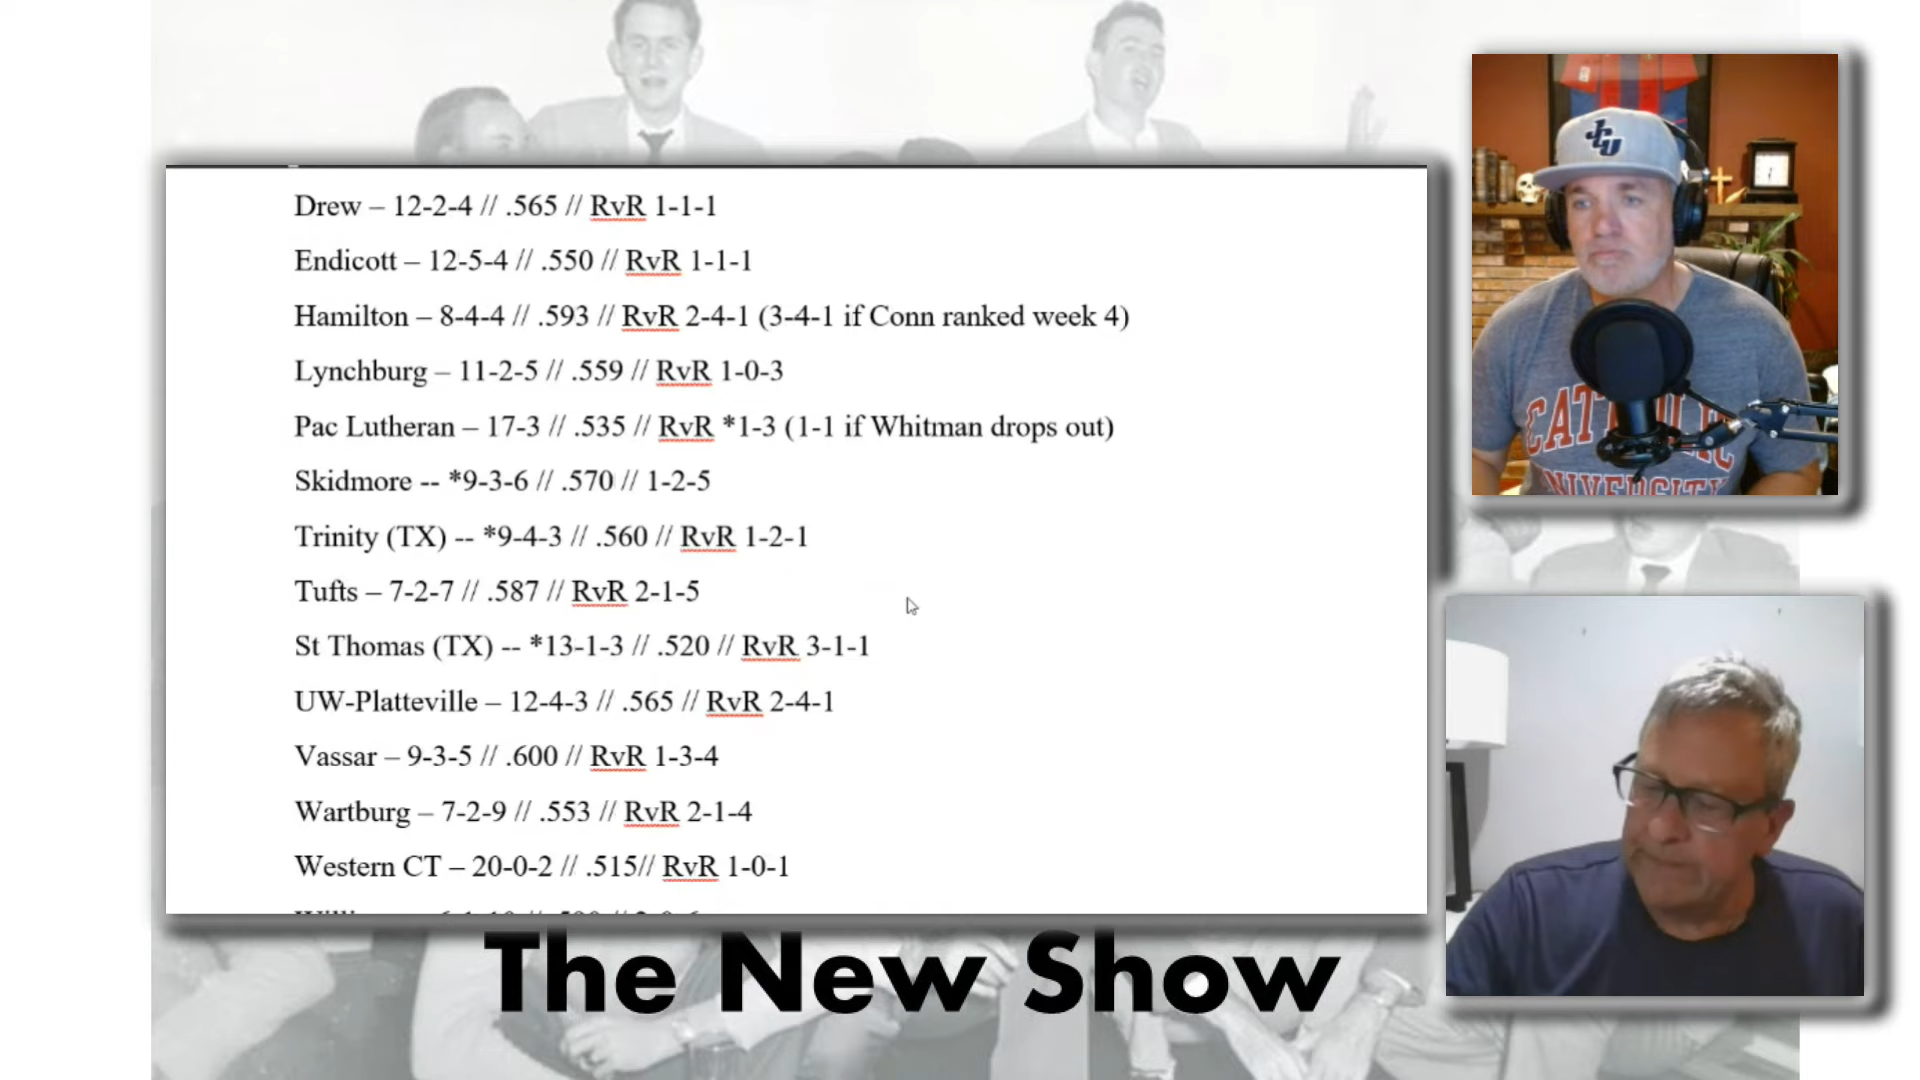 Drew – 12-2-4 // .565 // RvR 1-1-1
Endicott – 12-5-4 // .550 // RvR 1-1-1
Hamilton – 8-4-4 // .593 // RvR 2-4-1 (3-4-1 if Conn ranked week 4)
Lynchburg – 11-2-5 // .559 // RvR 1-0-3
Pac Lutheran – 17-3 // .535 // RvR *1-3 (1-1 if Whitman drops out)
Skidmore -- *9-3-6 // .570 // 1-2-5
Trinity (TX) -- *9-4-3 // .560 // RvR 1-2-1
Tufts – 7-2-7 // .587 // RvR 2-1-5
St Thomas (TX) -- *13-1-3 // .520 // RvR 3-1-1
UW-Platteville – 12-4-3 // .565 // RvR 2-4-1
Vassar – 9-3-5 // .600 // RvR 1-3-4
Wartburg – 7-2-9 // .553 // RvR 2-1-4
Western CT – 20-0-2 // .515// RvR 1-0-1
The New Show
JCU